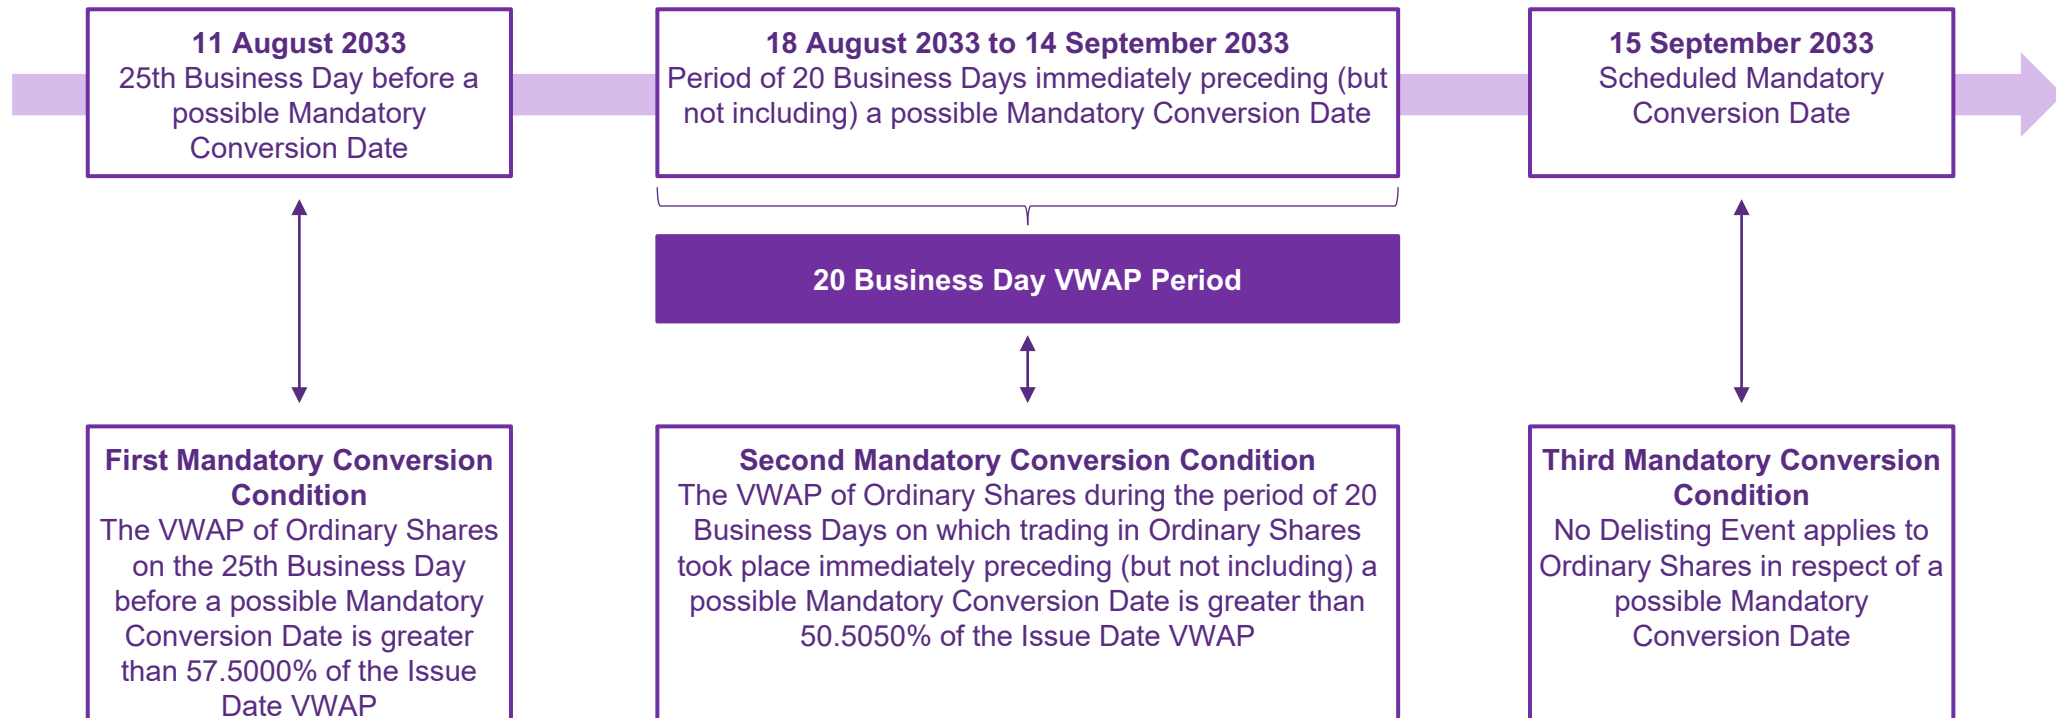 11 August 2033
25th Business Day before a
possible Mandatory
Conversion Date
18 August 2033 to 14 September 2033
Period of 20 Business Days immediately preceding (but
not including) a possible Mandatory Conversion Date
15 September 2033
Scheduled Mandatory
Conversion Date
20 Business Day VWAP Period
First Mandatory Conversion
Condition
The VWAP of Ordinary Shares
on the 25th Business Day
before a possible Mandatory
Conversion Date is greater
than 57.5000% of the Issue
Date VWAP
Second Mandatory Conversion Condition
The VWAP of Ordinary Shares during the period of 20
Business Days on which trading in Ordinary Shares
took place immediately preceding (but not including) a
possible Mandatory Conversion Date is greater than
50.5050% of the Issue Date VWAP
Third Mandatory Conversion
Condition
No Delisting Event applies to
Ordinary Shares in respect of a
possible Mandatory
Conversion Date